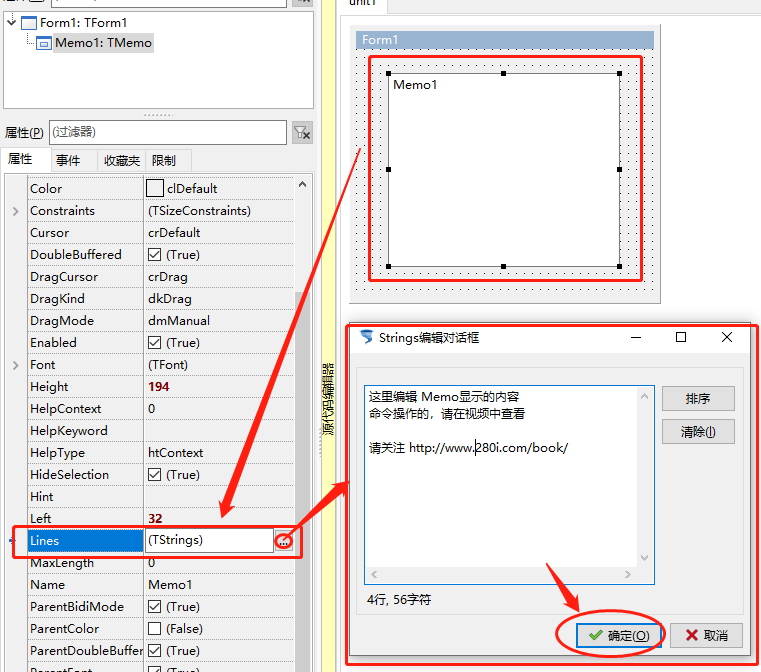 Form1: TForm1
Memo1: TMemo
属性(P) (过滤器)
属性 事件 收藏夹 限制
Color clDefault
Constraints (TSizeConstraints)
Cursor crDefault
DoubleBuffered (True)
DragCursor crDrag
DragKind dkDrag
DragMode dmManual
Enabled (True)
Font (TFont)
Height 194
HelpContext 0
HelpKeyword
HelpType htContext
HideSelection (True)
Hint
Left 32
Lines (TStrings) ...
MaxLength 0
Name Memo1
ParentBidiMode (True)
ParentColor (False)
ParentDoubleBuffer (True)
ParentFont (True)
源代码编辑器
unit1
Form1
Memo1
Strings编辑对话框
这里编辑 Memo显示的内容
命令操作的，请在视频中查看
请关注 http://www.280i.com/book/
排序
清除(l)
4行, 56字符
确定(O) 取消